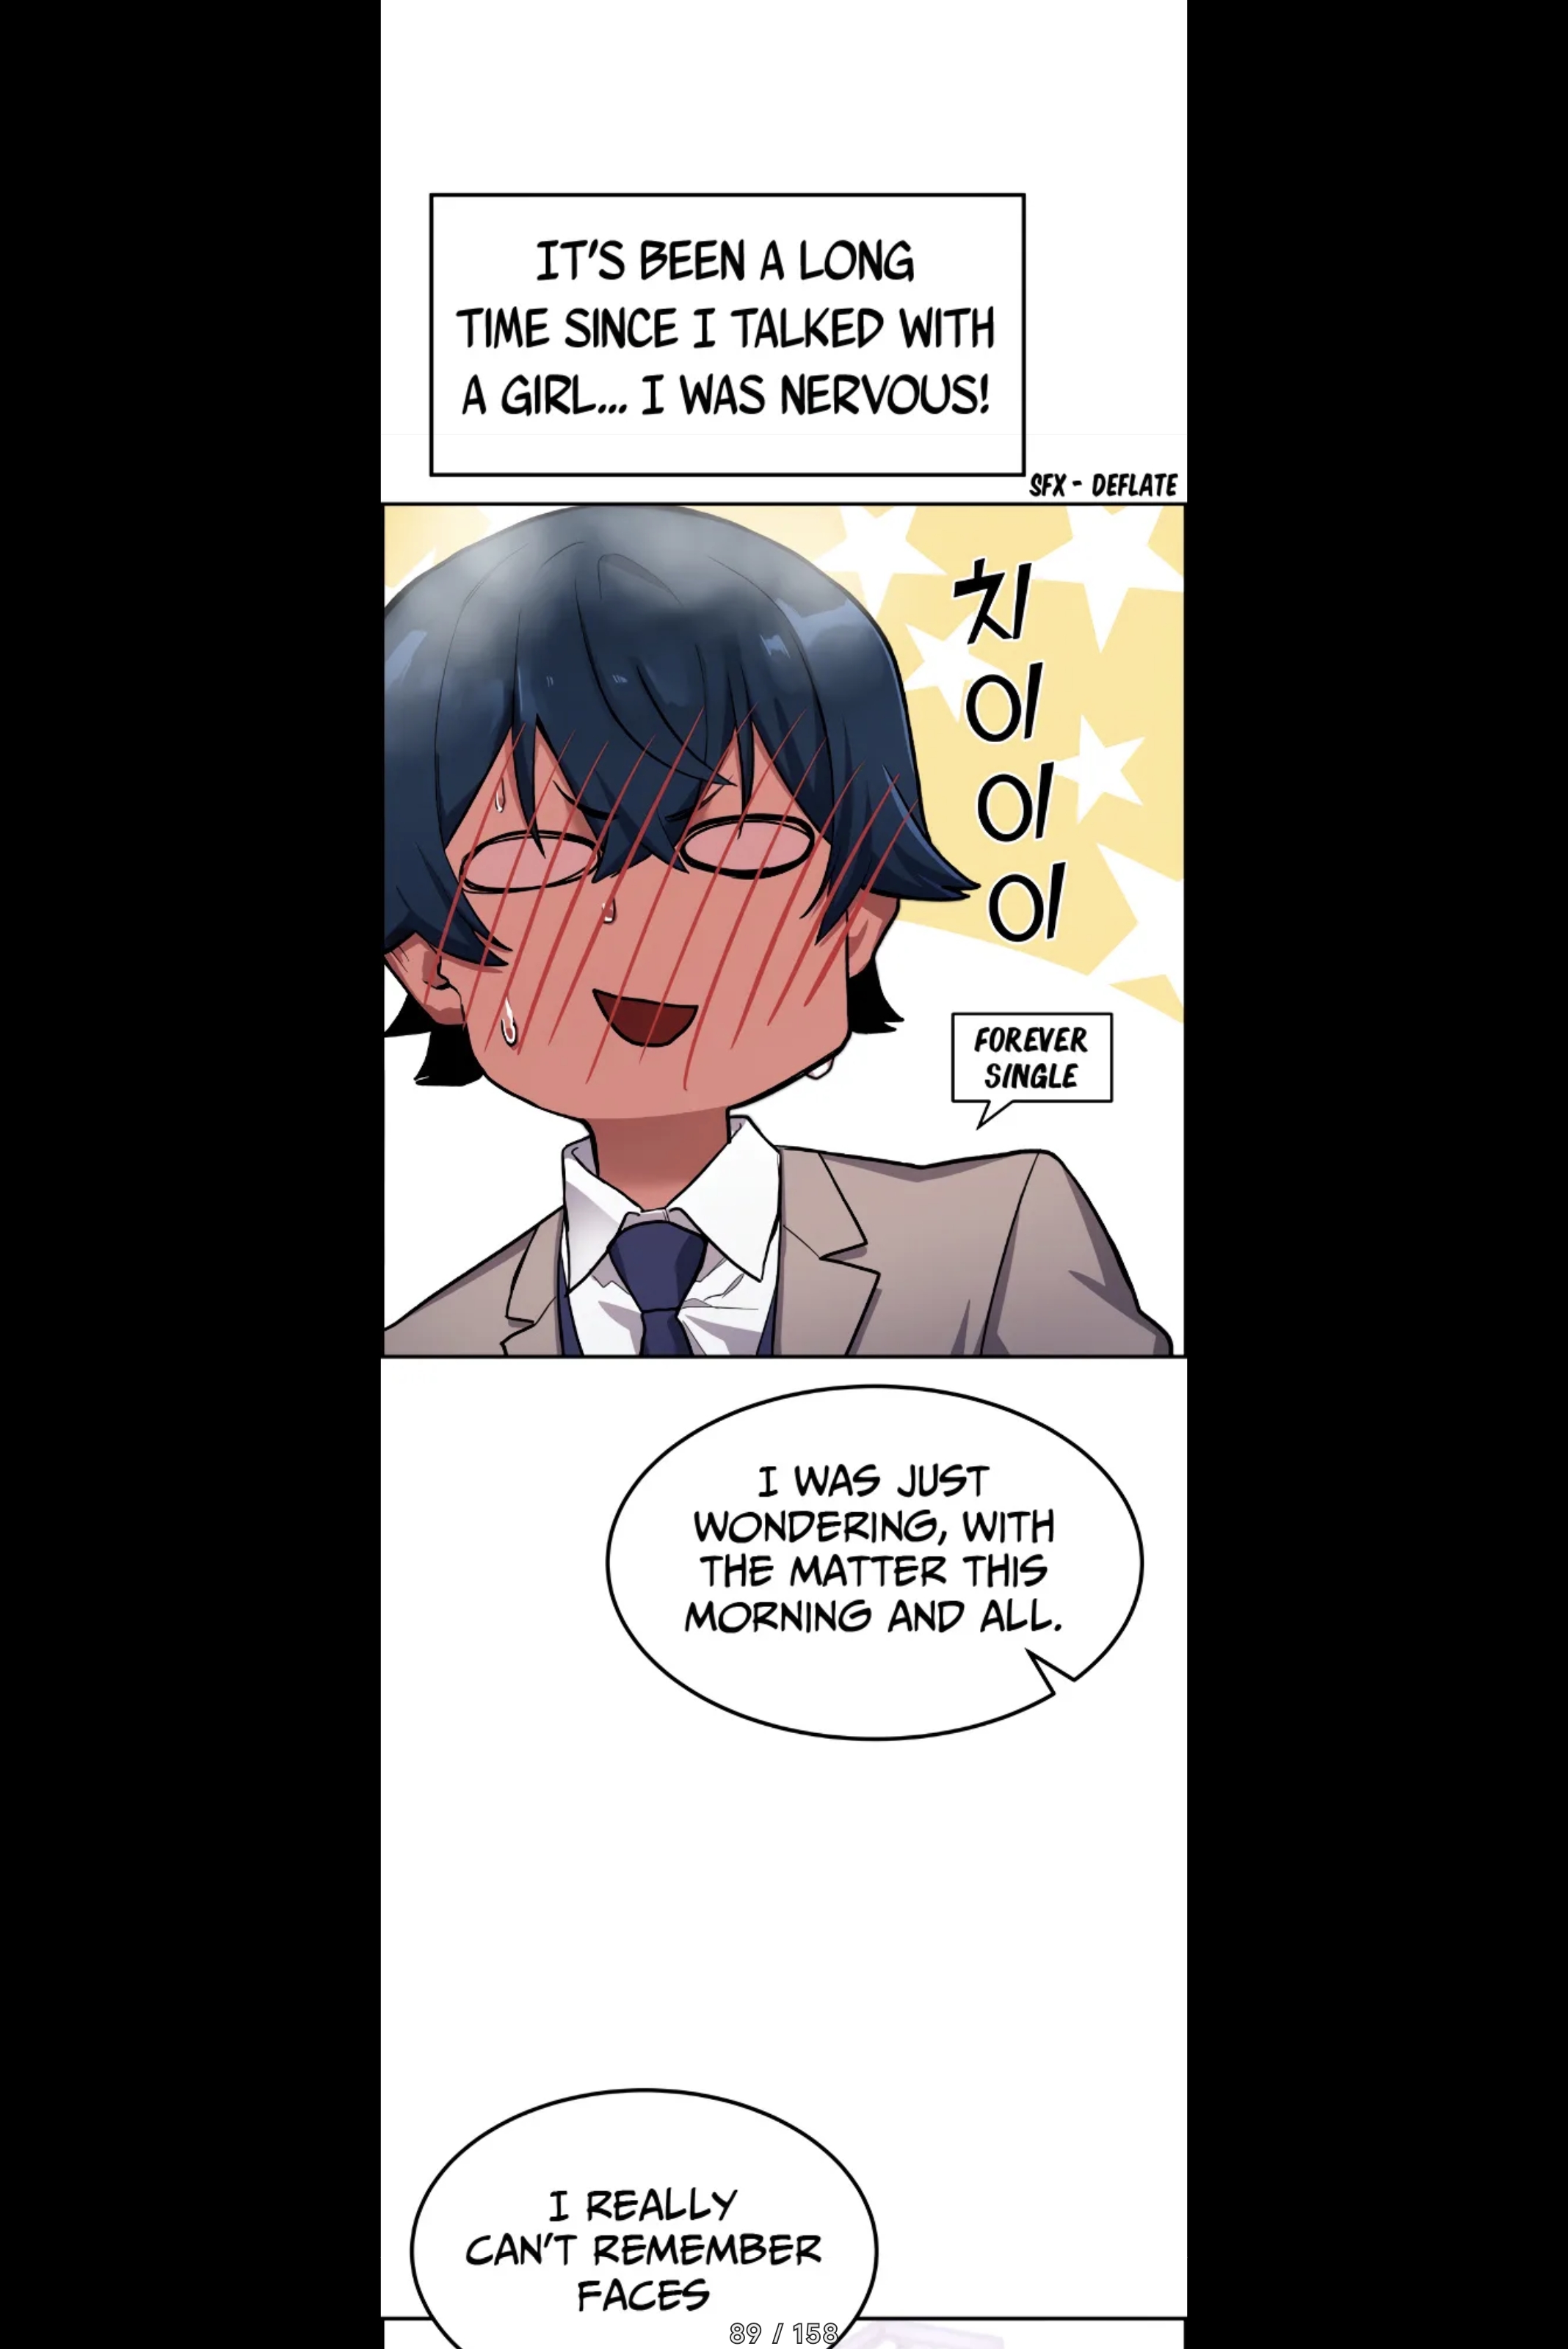 IT'S BEEN A LONG
TIME SINCE I TALKED WITH
A GIRL... I WAS NERVOUS!
SFX - DEFLATE
치
이
이
이
FOREVER
SINGLE
I WAS JUST
WONDERING, WITH
THE MATTER THIS
MORNING AND ALL.
I REALLY
CAN'T REMEMBER
FACES
89 / 158